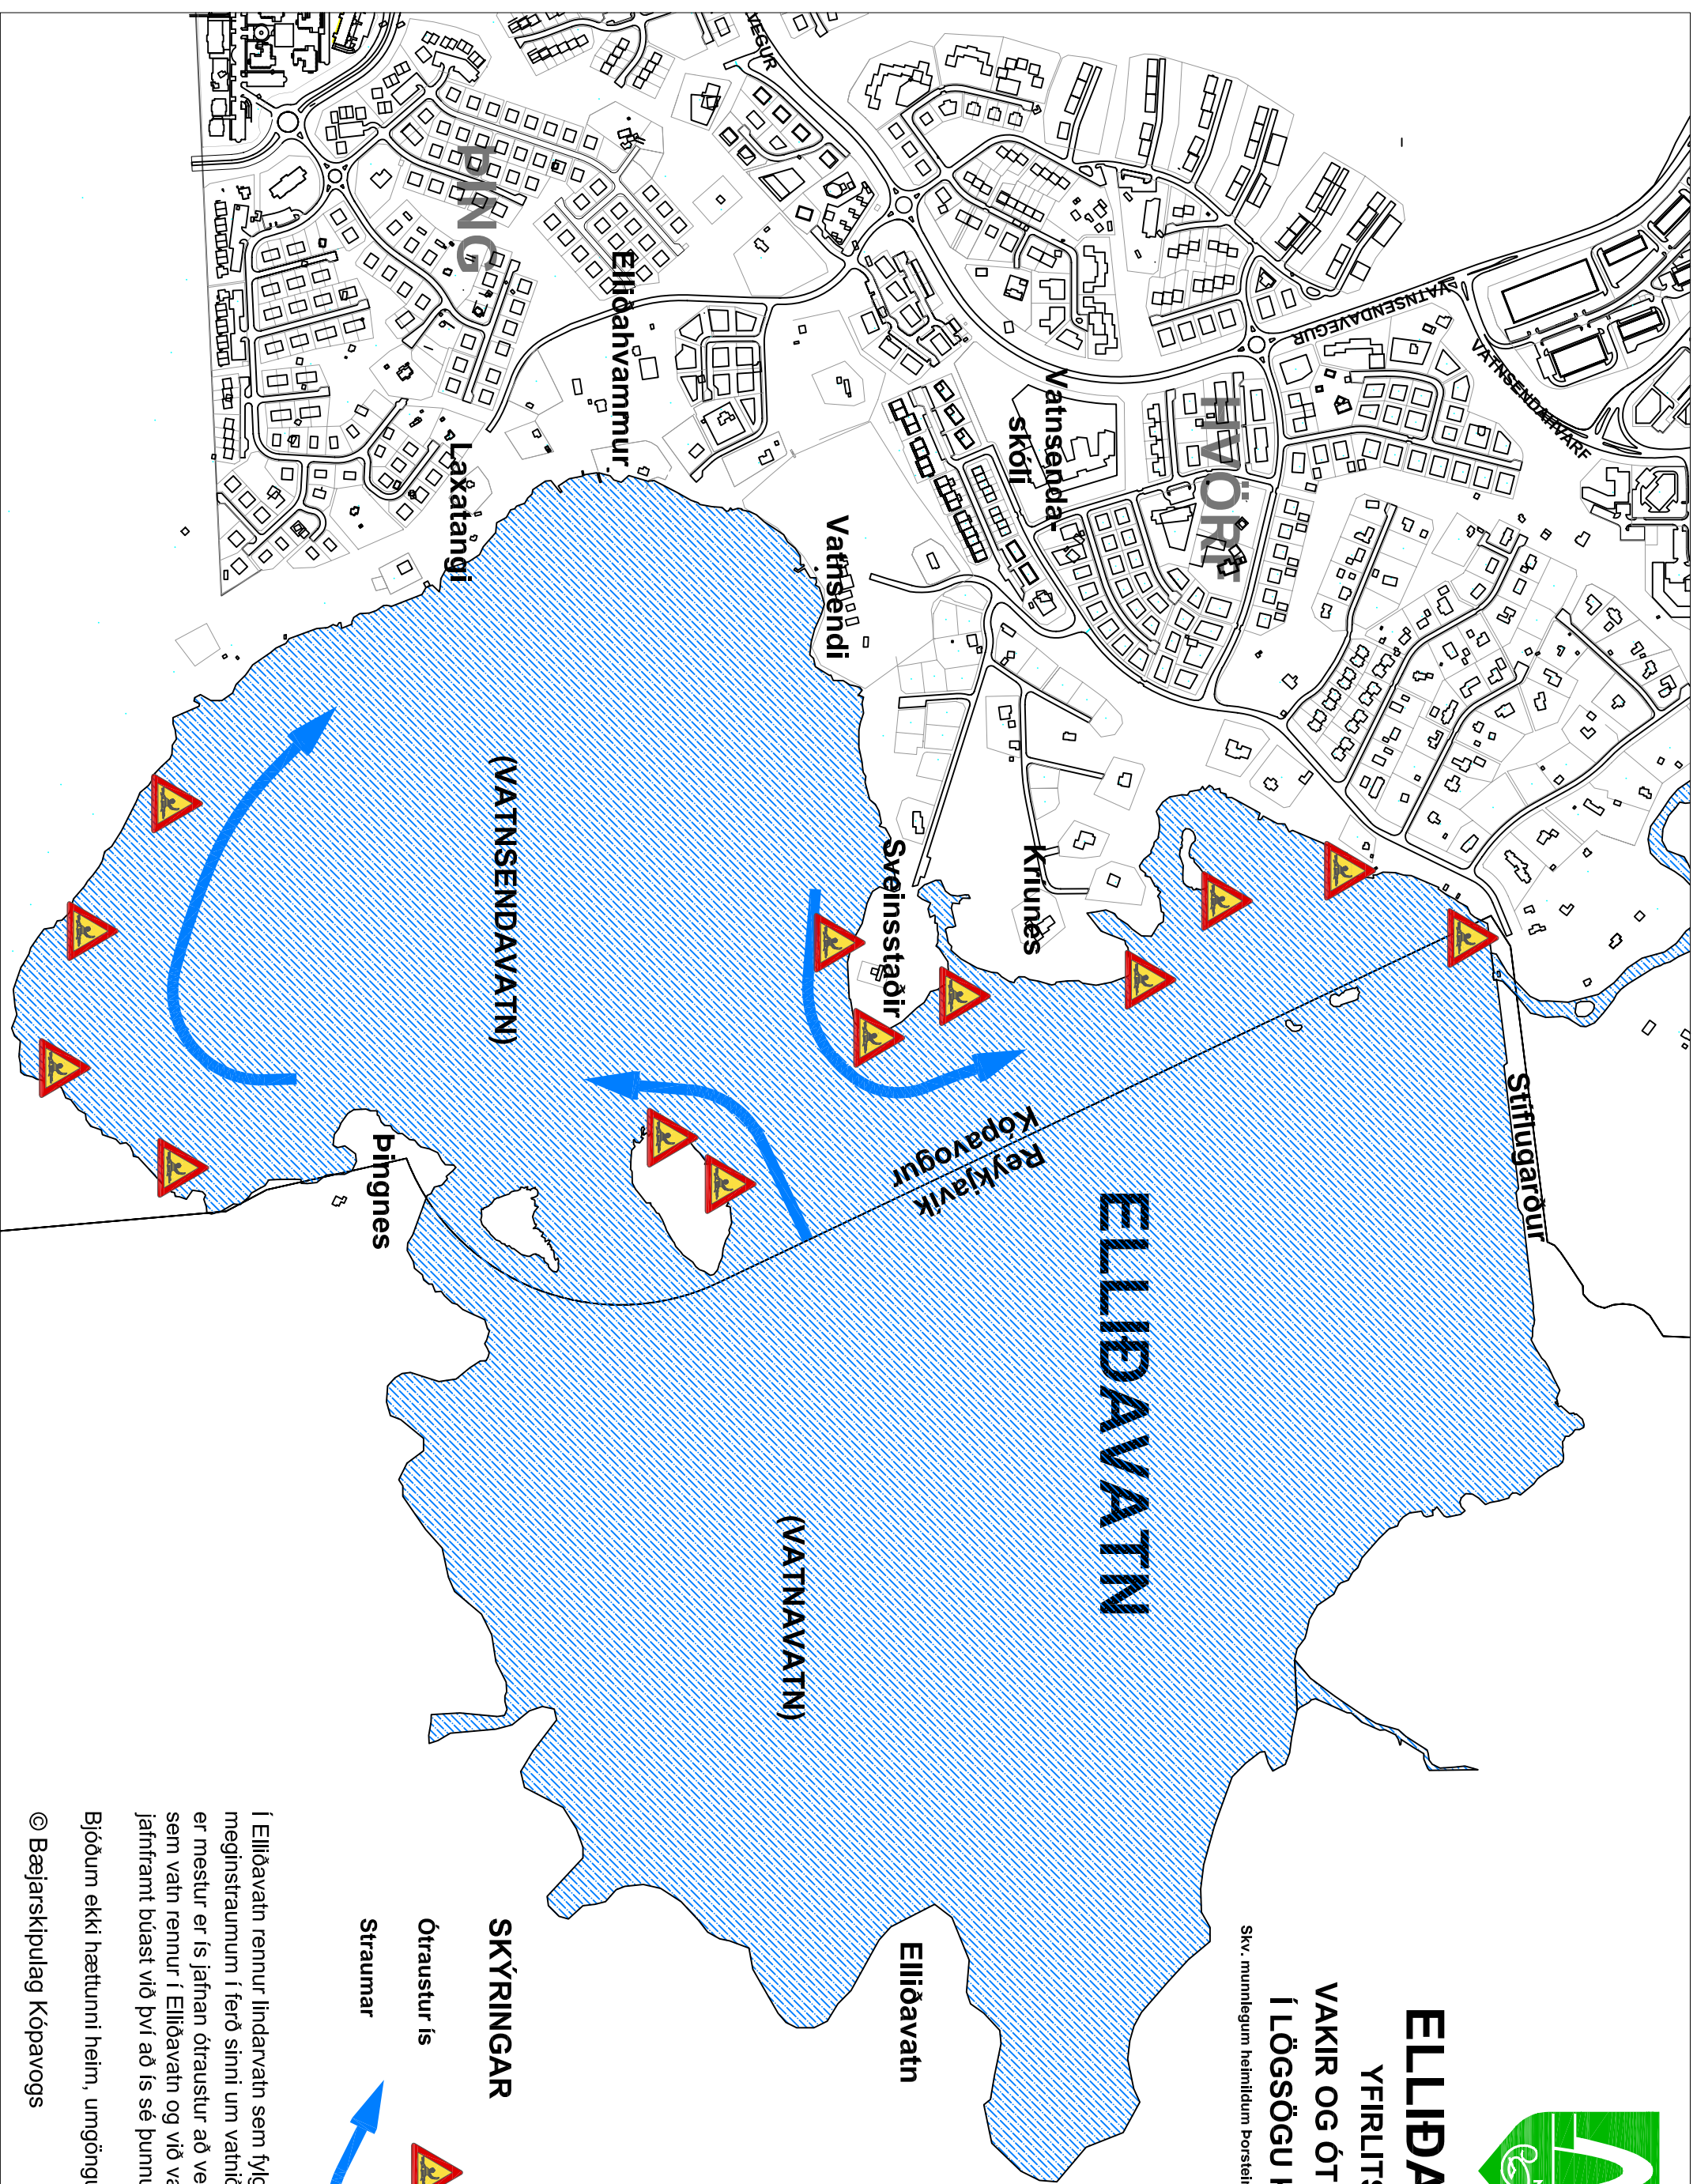 ELLIÐA
YFIRLITS
VAKIR OG ÓT
Í LÖGSÖGU
Skv. munnlegum heimildum Þorstein
VATNSENDAHVARF
VATNSENDAVEGUR
VEGUR
HVÖRF
ÞING
Vatnsenda-
skóli
Elliðahvammur
Laxatangi
Vatnsendi
Kríunes
Sveinsstaðir
Stíflugarður
Reykjavík
Kópavogur
ELLIÐAVATN
(VATNSENDAVATN)
(VATNAVATN)
Þingnes
Elliðavatn
SKÝRINGAR
Ótraustur ís
Straumar
Í Elliðavatn rennur lindarvatn sem fylg
meginstraumum í ferð sinni um vatnið
er mestur er ís jafnan ótraustur að ve
sem vatn rennur í Elliðavatn og við va
jafnframt búast við því að ís sé þunnu
Bjóðum ekki hættunni heim, umgöngu
© Bæjarskipulag Kópavogs